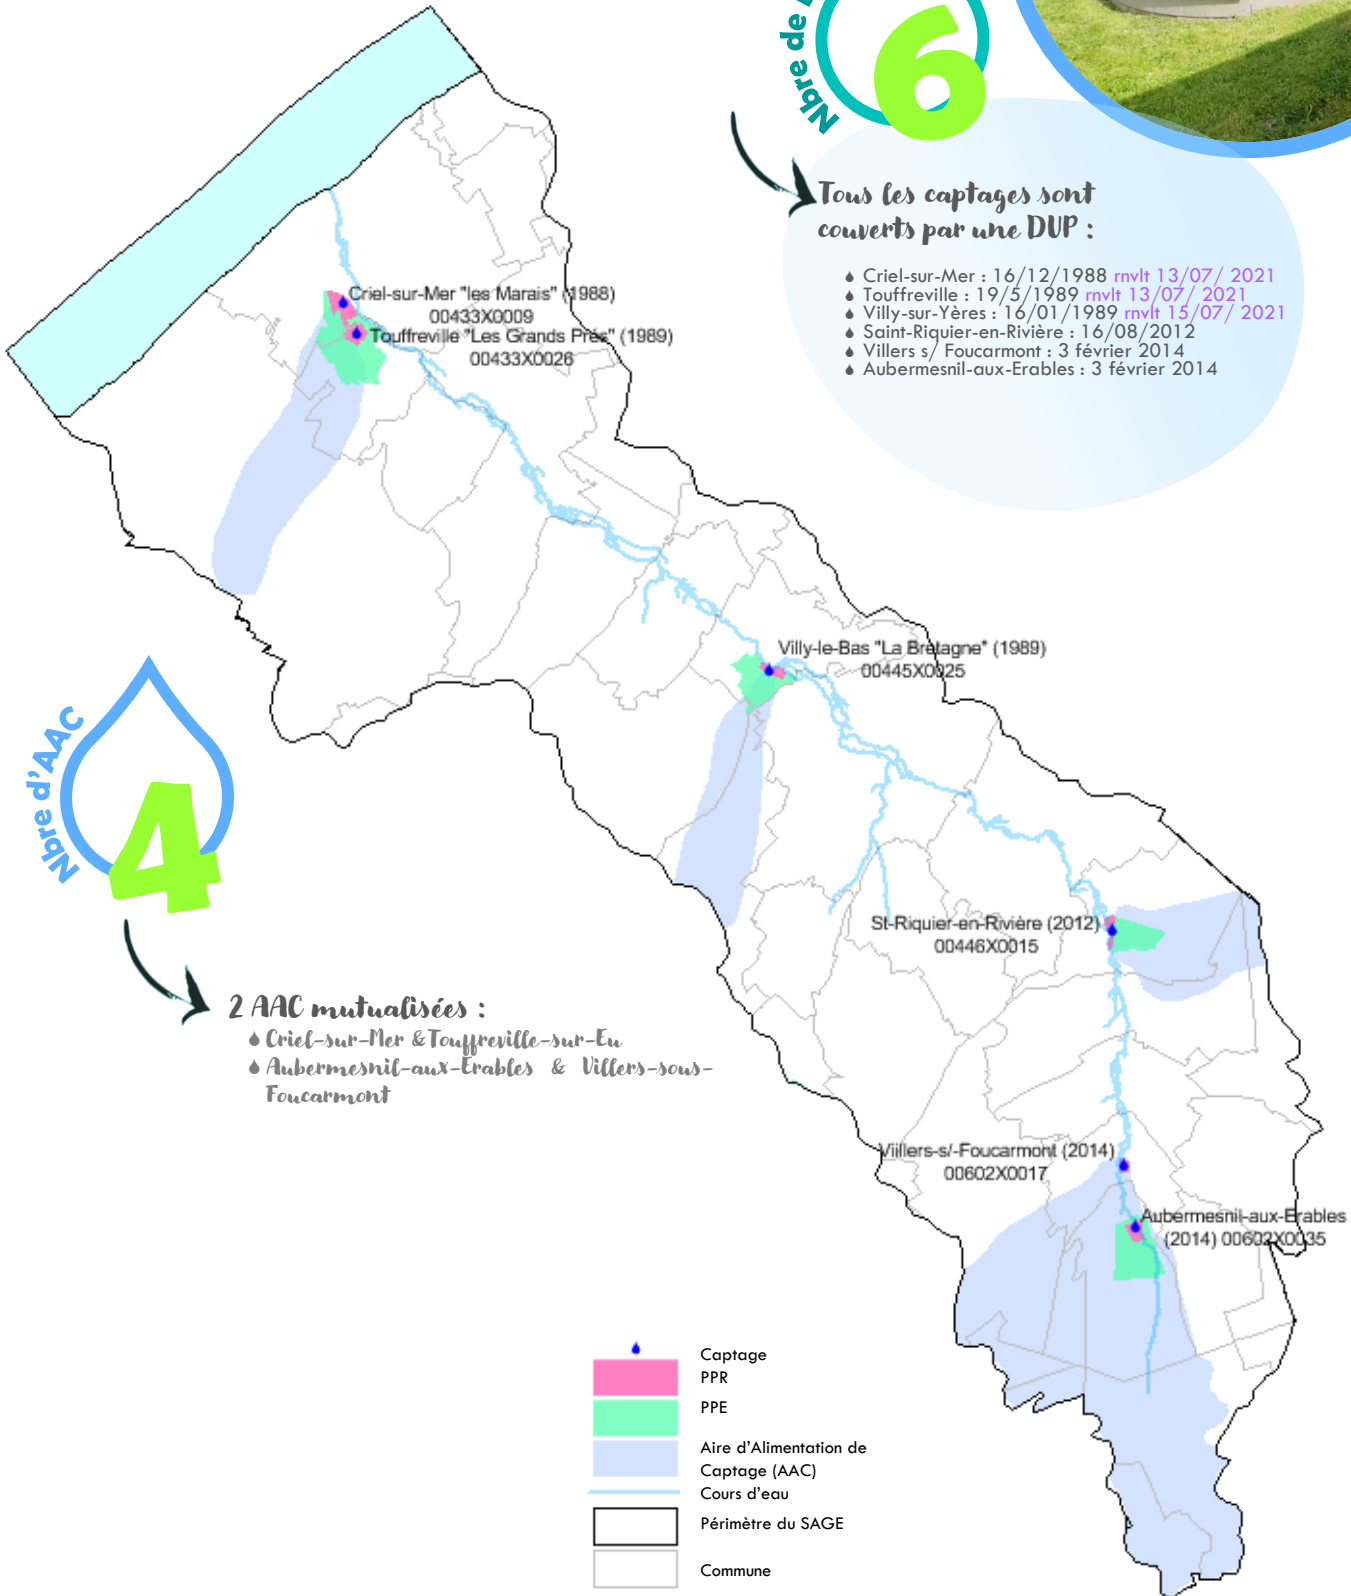 Nbre de
6
Tous les captages sont
couverts par une DUP :
Criel-sur-Mer : 16/12/1988 rnvlt 13/07/ 2021
Touffreville : 19/5/1989 rnvlt 13/07/ 2021
Villy-sur-Yères : 16/01/1989 rnvlt 15/07/ 2021
Saint-Riquier-en-Rivière : 16/08/2012
Villers s/ Foucarmont : 3 février 2014
Aubermesnil-aux-Erables : 3 février 2014
Criel-sur-Mer "les Marais" (1988)
00433X0009
Touffreville "Les Grands Prés" (1989)
00433X0026
Villy-le-Bas "La Bretagne" (1989)
00445X0025
Nbre d'AAC
4
2 AAC mutualisées :
Criel-sur-Mer & Touffreville-sur-Eu
Aubermesnil-aux-Erables & Villers-sous-
Foucarmont
St-Riquier-en-Rivière (2012)
00446X0015
Viillers-s/-Foucarmont (2014)
00602X0017
Aubermesnil-aux-Erables
(2014) 00602X0035
Captage
PPR
PPE
Aire d'Alimentation de
Captage (AAC)
Cours d'eau
Périmètre du SAGE
Commune